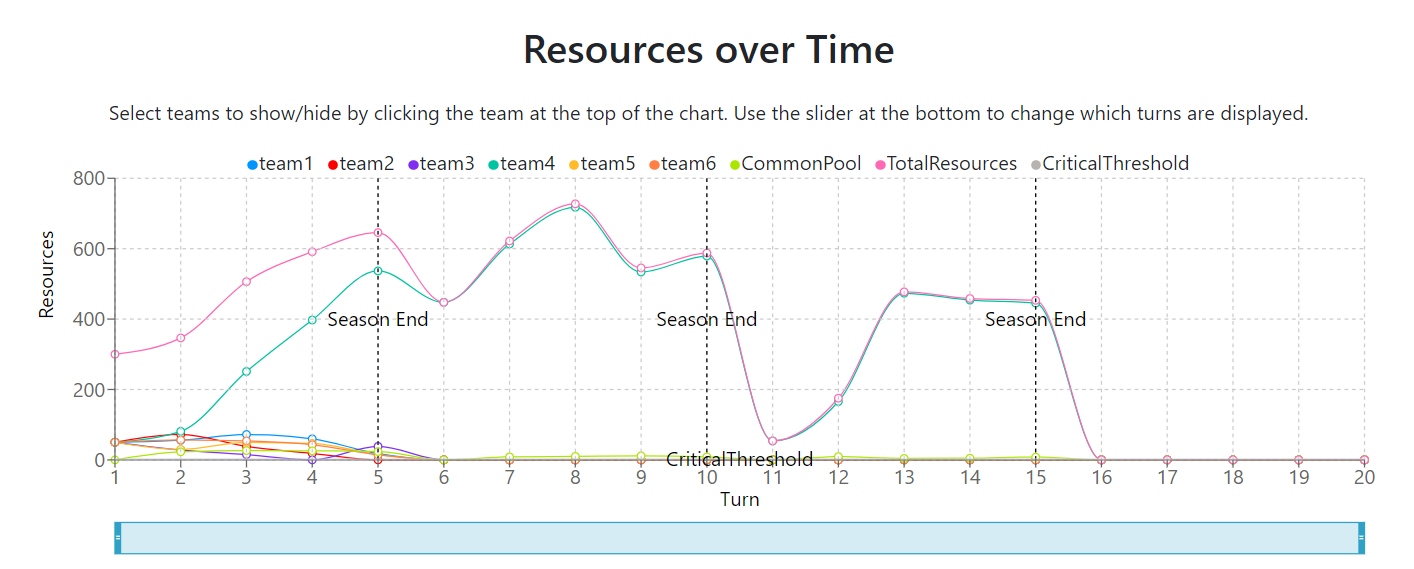 Resources over Time
Select teams to show/hide by clicking the team at the top of the chart. Use the slider at the bottom to change which turns are displayed.
team1 team2 team3 team4 team5 team6 CommonPool TotalResources CriticalThreshold
800
600
400
200
0
Resources
Season End Season End Season End
CriticalThreshold
1 2 3 4 5 6 7 8 9 10 11 12 13 14 15 16 17 18 19 20
Turn